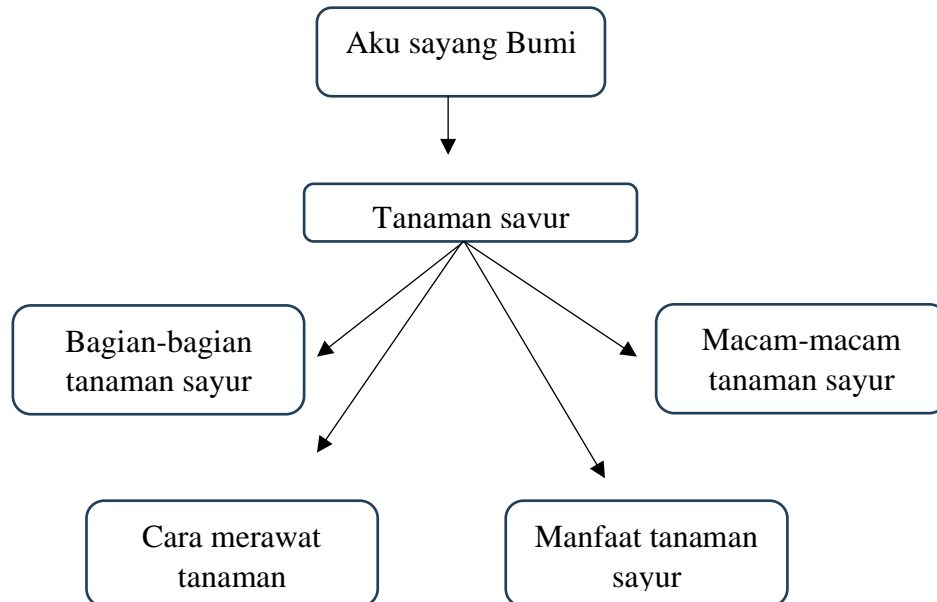 Aku sayang Bumi
Tanaman sayur
Bagian-bagian
tanaman sayur
Macam-macam
tanaman sayur
Cara merawat
tanaman
Manfaat tanaman
sayur